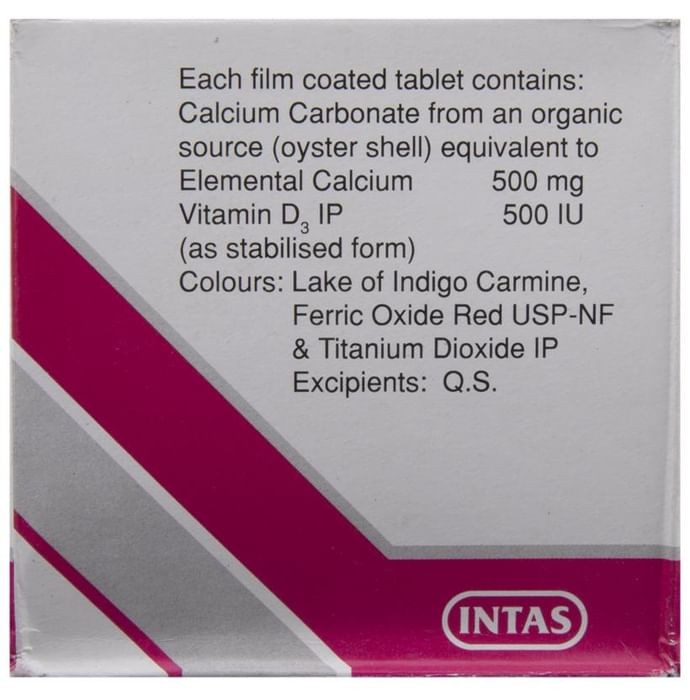 Each film coated tablet contains:
Calcium Carbonate from an organic
source (oyster shell) equivalent to
Elemental Calcium 500 mg
Vitamin D3 IP 500 IU
(as stabilised form)
Colours: Lake of Indigo Carmine,
Ferric Oxide Red USP-NF
& Titanium Dioxide IP
Excipients: Q.S.
INTAS